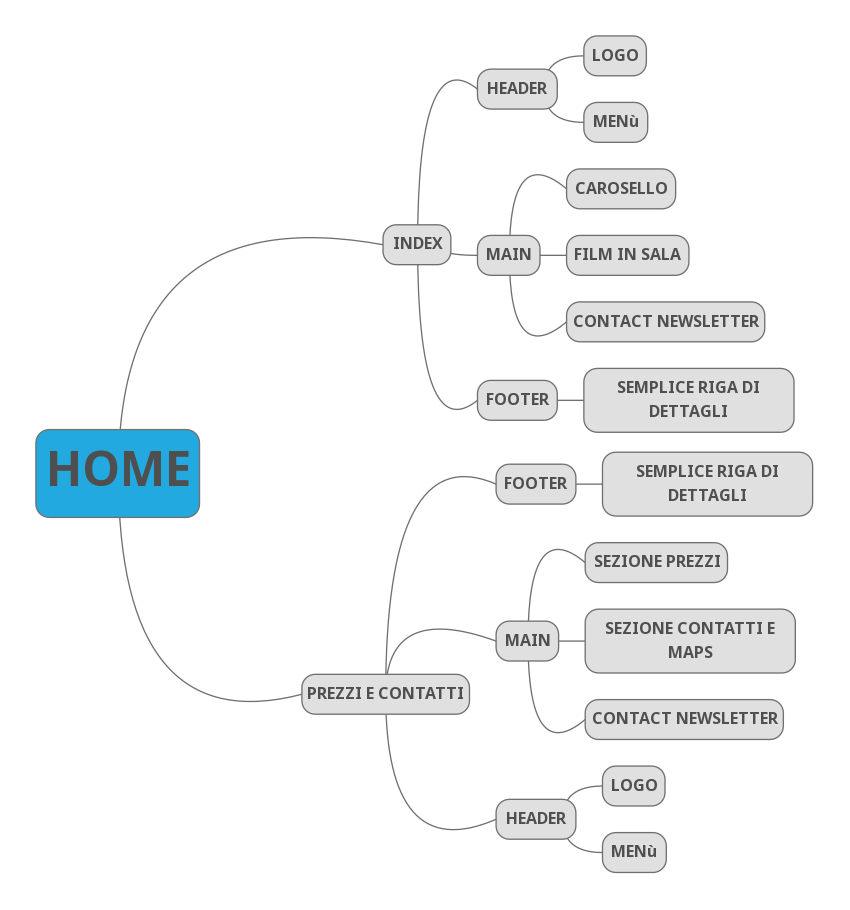 HOME
INDEX
HEADER
LOGO
MENù
MAIN
CAROSELLO
FILM IN SALA
CONTACT NEWSLETTER
FOOTER
SEMPLICE RIGA DI
DETTAGLI
PREZZI E CONTATTI
FOOTER
SEMPLICE RIGA DI
DETTAGLI
MAIN
SEZIONE PREZZI
SEZIONE CONTATTI E
MAPS
CONTACT NEWSLETTER
HEADER
LOGO
MENù